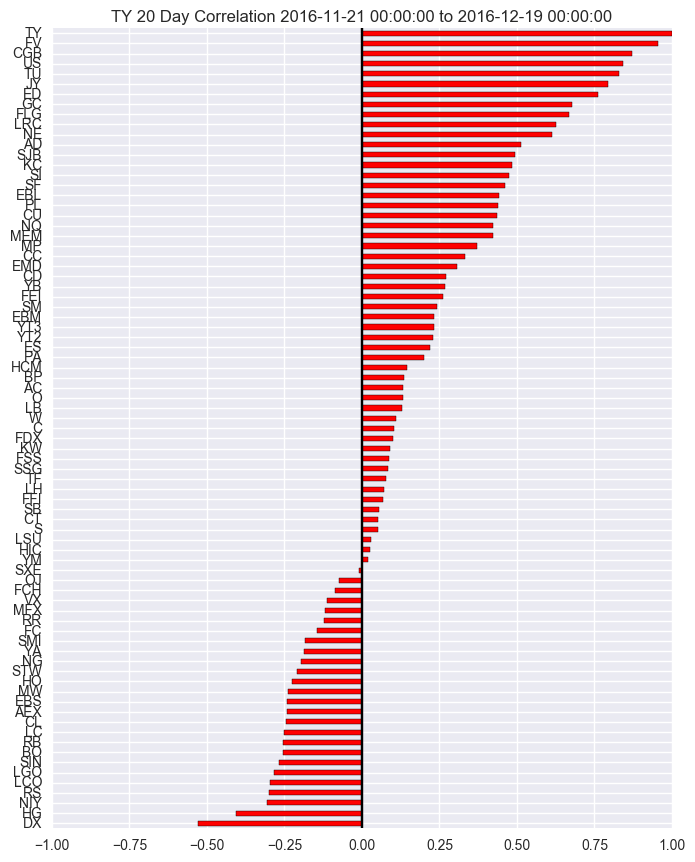 TY 20 Day Correlation 2016-11-21 00:00:00 to 2016-12-19 00:00:00
TY
FV
CGB
US
TU
JY
ED
GC
FLG
LRC
NE
AD
SJB
KC
SI
SF
EBL
PL
CU
NQ
MEM
MP
CC
EMD
CD
YB
FEI
SM
EBM
YT3
YT2
ES
PA
HCM
BP
AC
O
LB
W
C
FDX
KW
FSS
SSG
TF
LH
SB
CT
S
LSU
HIC
YM
SXE
OJ
FCH
VX
MFX
RR
FC
SMI
YA
NG
STW
HO
MW
EBS
AEX
CL
LC
BO
SIN
LGO
LCO
RS
NIY
HG
DX
−1.00 −0.75 −0.50 −0.25 0.00 0.25 0.50 0.75 1.00